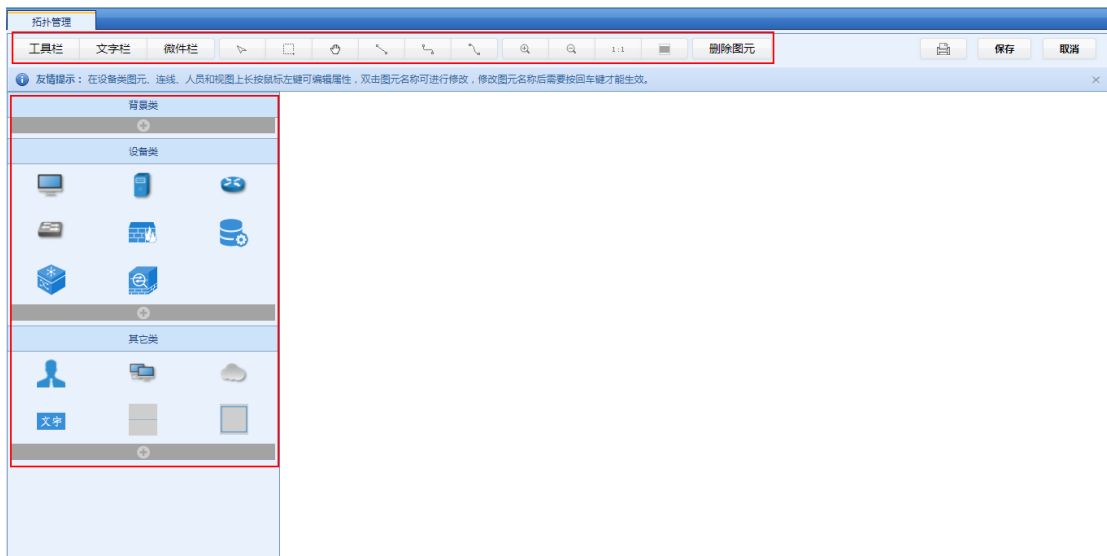 拓扑管理
工具栏 文字栏 微件栏 1:1 删除图元 保存 取消
友情提示：在设备类图元、连线、人员和视图上长按鼠标左键可编辑属性，双击图元名称可进行修改，修改图元名称后需要按回车键才能生效。
背景类
设备类
其它类
文字